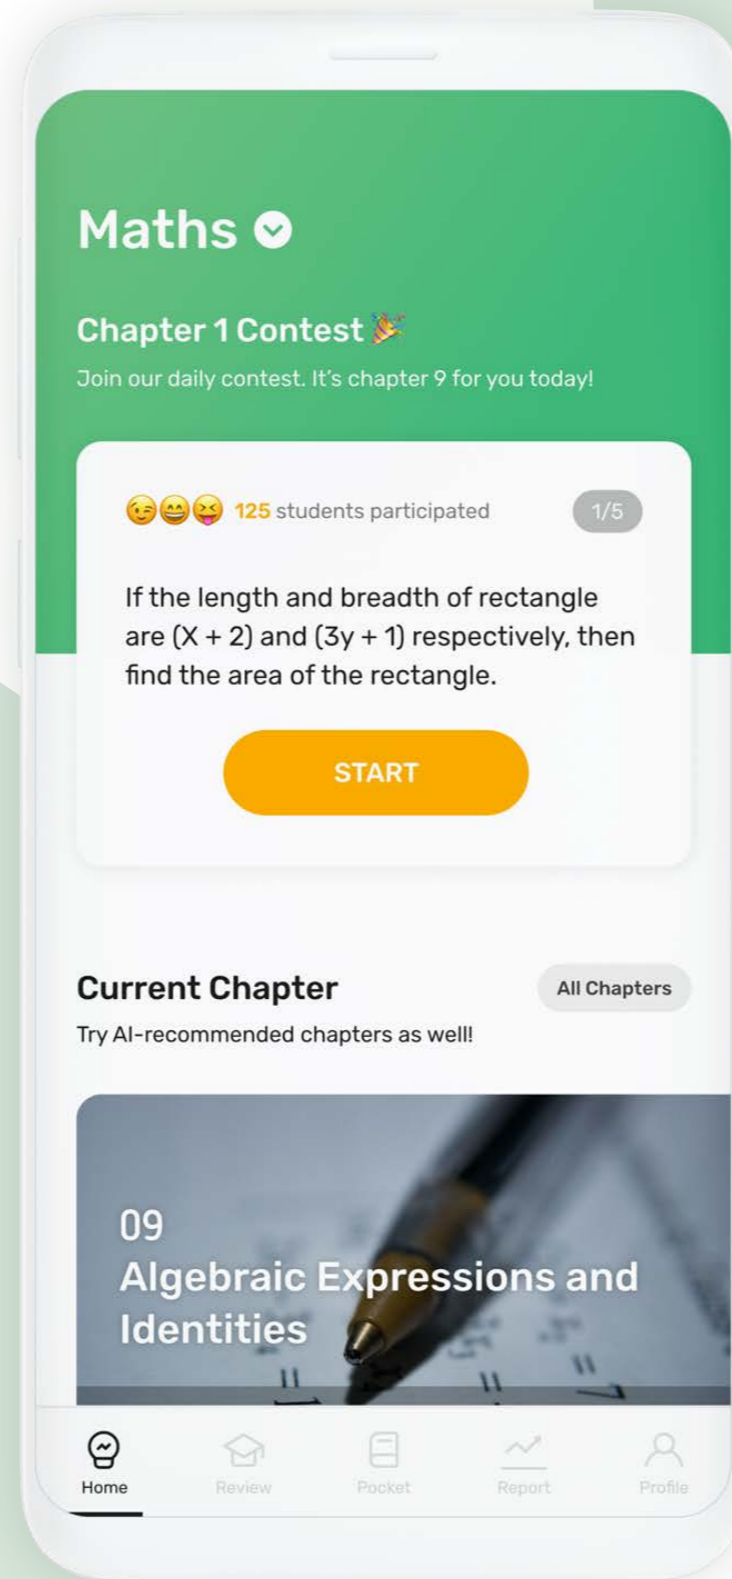 Maths
Chapter 1 Contest 🎉
Join our daily contest. It's chapter 9 for you today!
😉😄😝 125 students participated
1/5
If the length and breadth of rectangle
are (X + 2) and (3y + 1) respectively, then
find the area of the rectangle.
START
Current Chapter
All Chapters
Try AI-recommended chapters as well!
09
Algebraic Expressions and
Identities
Home
Review
Pocket
Report
Profile